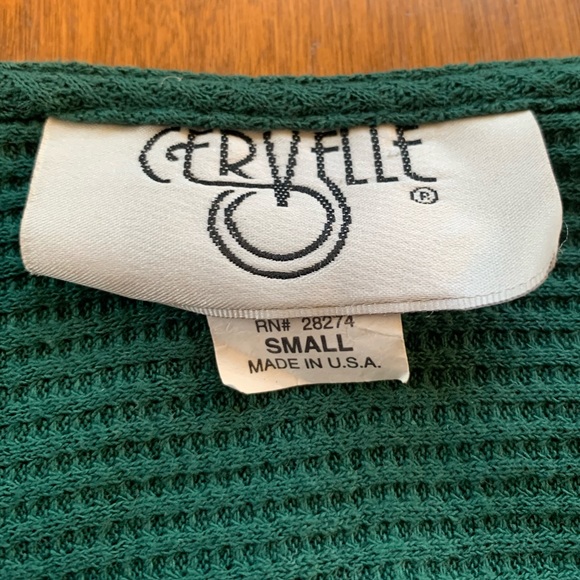 CERVELLE
®
RN# 28274
SMALL
MADE IN U.S.A.